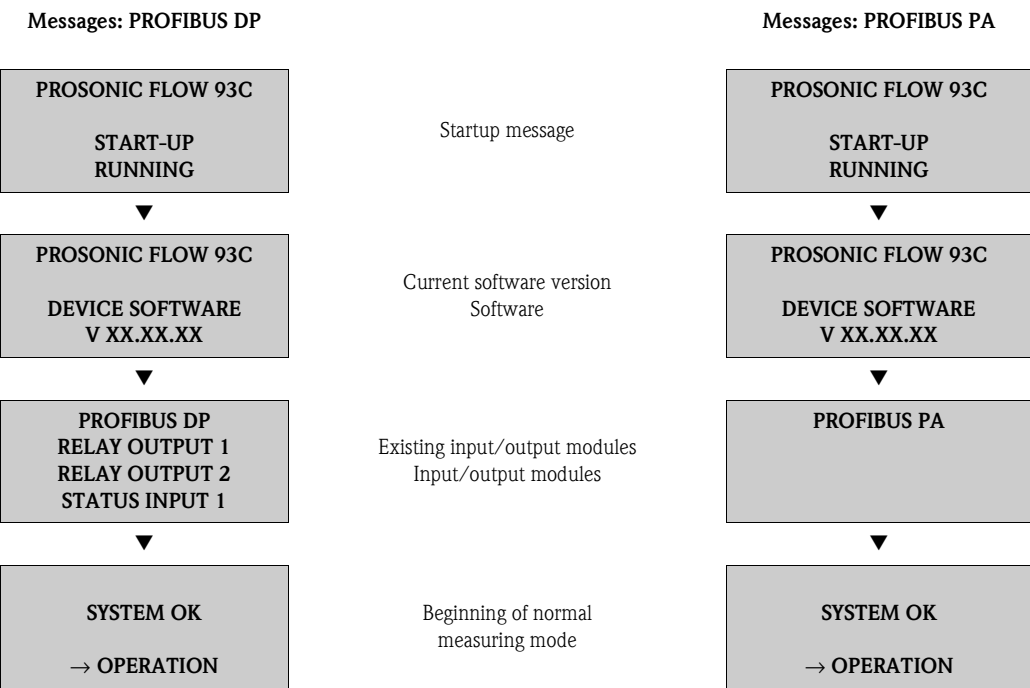 Messages: PROFIBUS DP
Messages: PROFIBUS PA
PROSONIC FLOW 93C
START-UP
RUNNING
Startup message
PROSONIC FLOW 93C
START-UP
RUNNING
▼
▼
PROSONIC FLOW 93C
DEVICE SOFTWARE
V XX.XX.XX
Current software version
Software
PROSONIC FLOW 93C
DEVICE SOFTWARE
V XX.XX.XX
▼
▼
PROFIBUS DP
RELAY OUTPUT 1
RELAY OUTPUT 2
STATUS INPUT 1
Existing input/output modules
Input/output modules
PROFIBUS PA
▼
▼
SYSTEM OK
→ OPERATION
Beginning of normal
measuring mode
SYSTEM OK
→ OPERATION